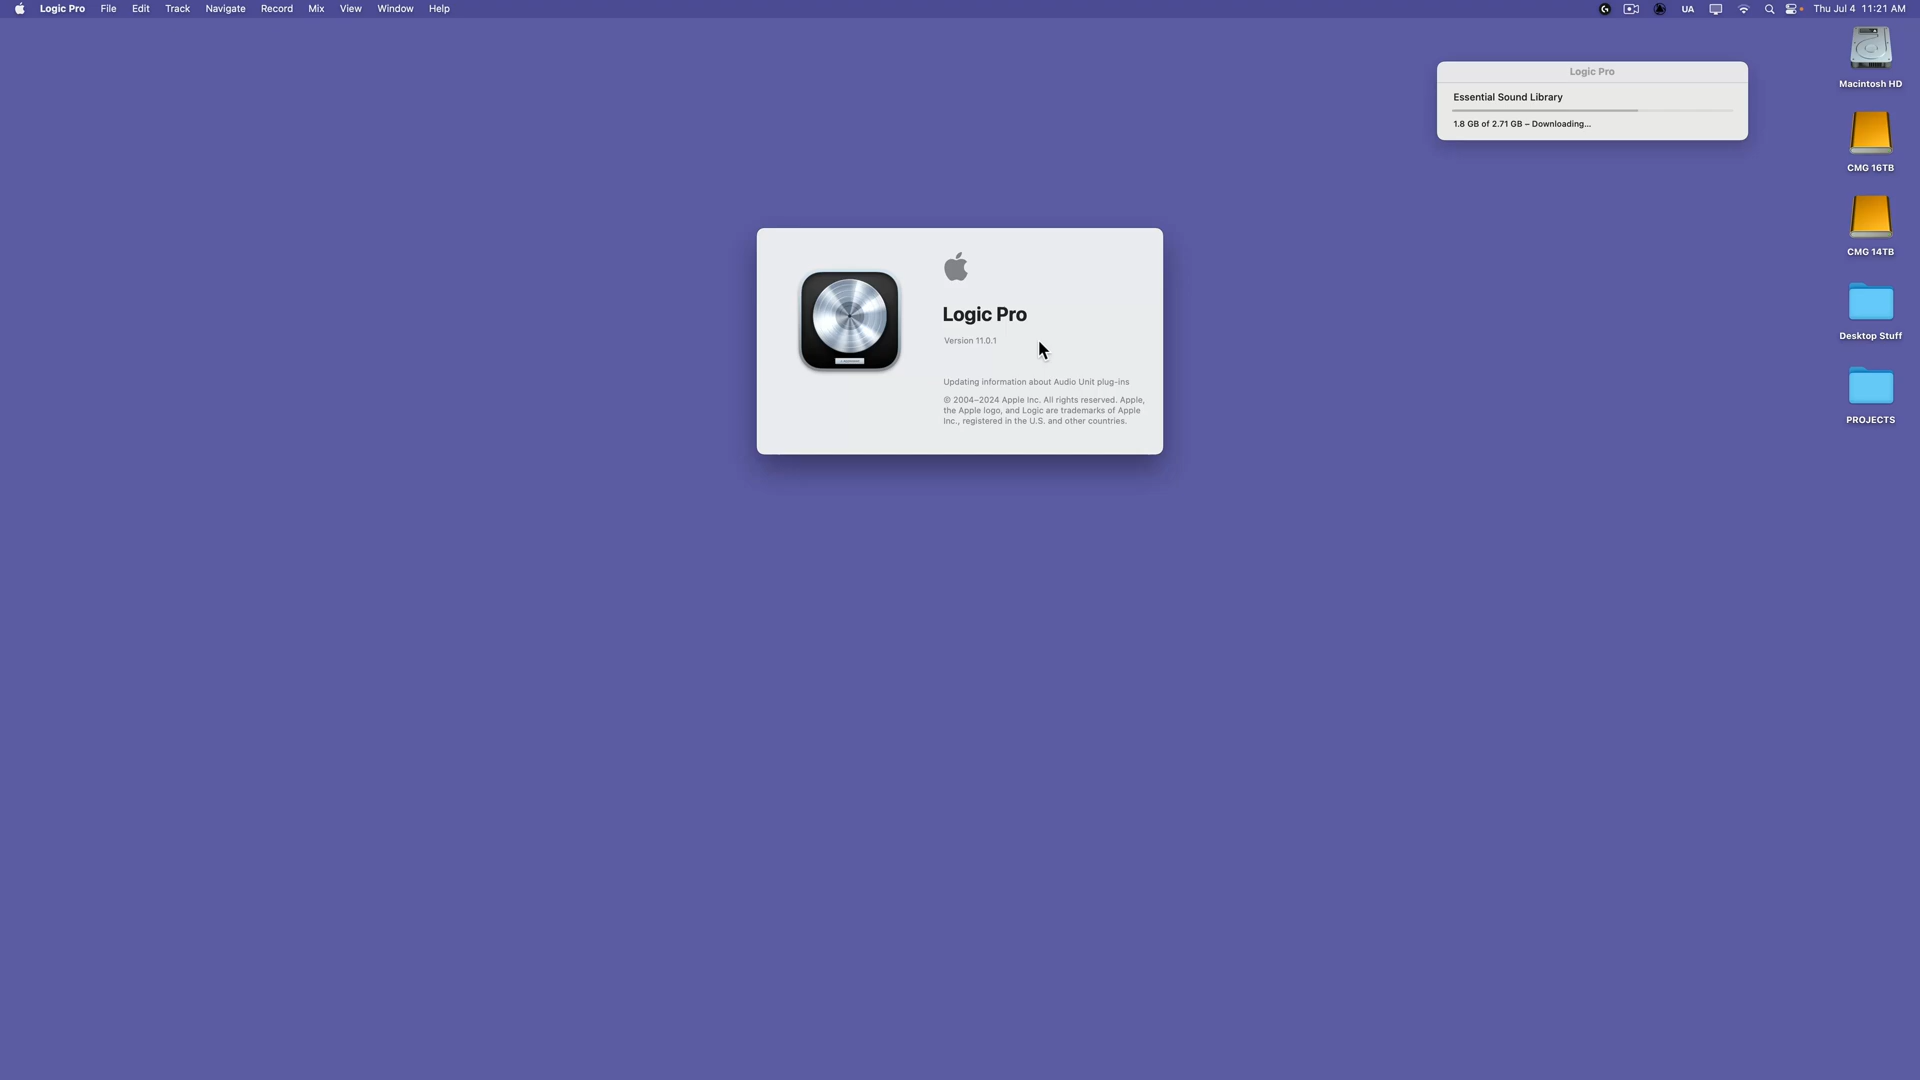 Logic Pro File Edit Track Navigate Record Mix View Window Help UA Thu Jul 4 11:21 AM
Macintosh HD
Logic Pro
Essential Sound Library
1.8 GB of 2.71 GB – Downloading...
CMG 16TB
CMG 14TB
Desktop Stuff
PROJECTS
Logic Pro
Version 11.0.1
Updating information about Audio Unit plug-ins
© 2004–2024 Apple Inc. All rights reserved. Apple,
the Apple logo, and Logic are trademarks of Apple
Inc., registered in the U.S. and other countries.